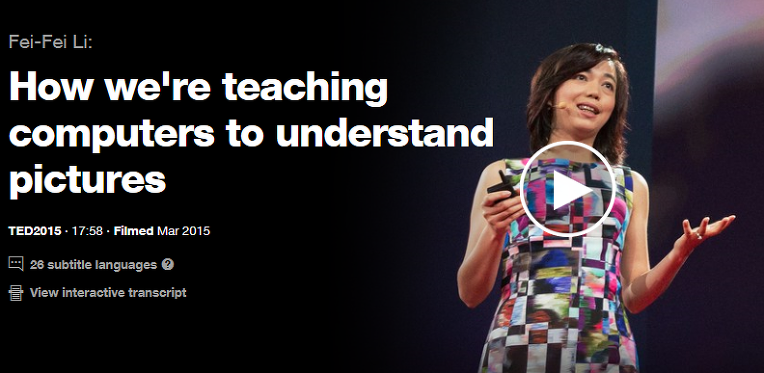 Fei-Fei Li:
How we're teaching
computers to understand
pictures
TED2015 · 17:58 · Filmed Mar 2015
26 subtitle languages ?
View interactive transcript